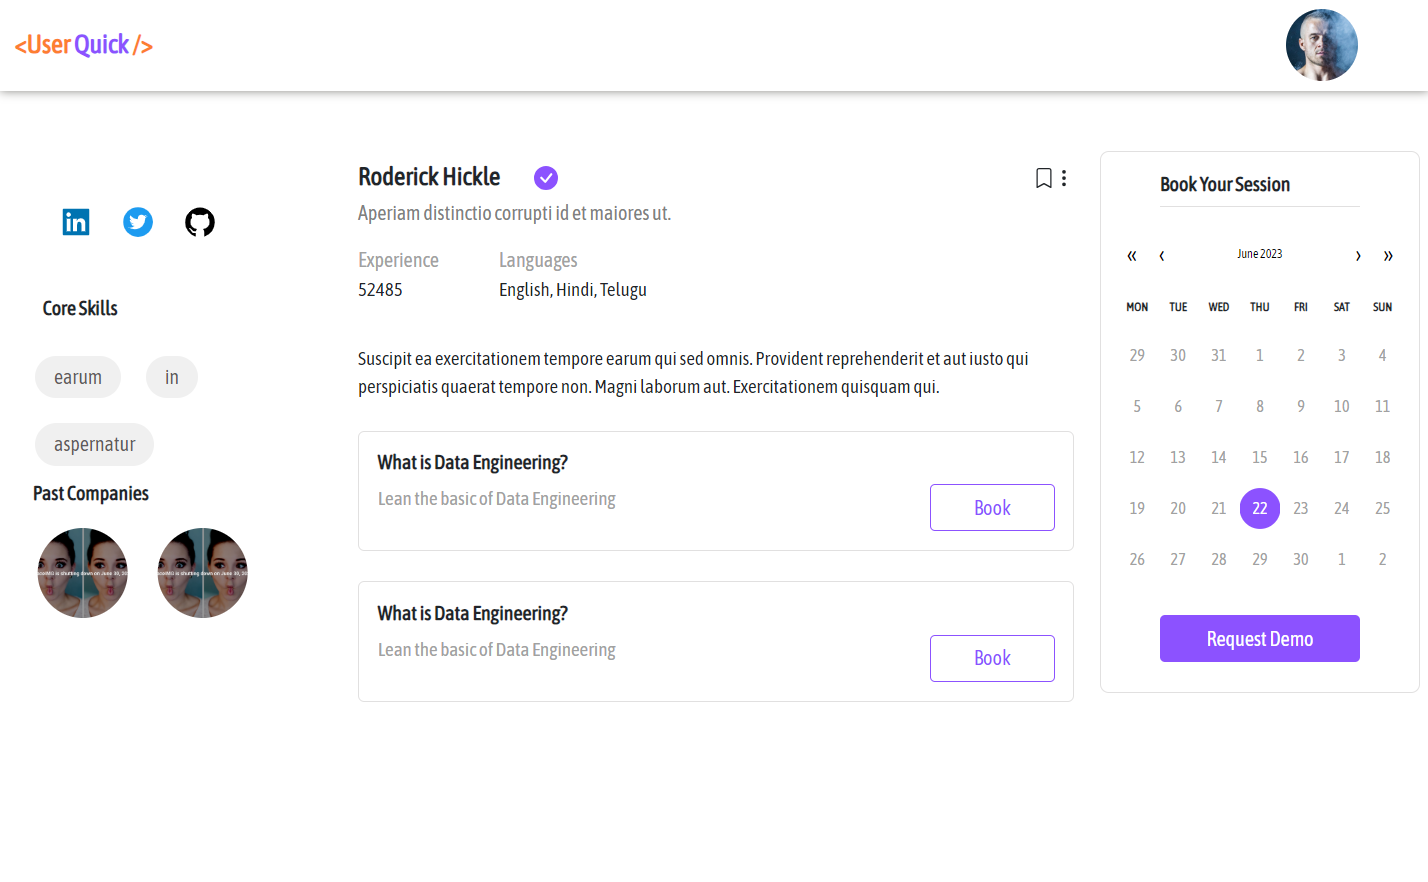 <User Quick />
Roderick Hickle
Aperiam distinctio corrupti id et maiores ut.
Experience
Languages
52485
English, Hindi, Telugu
Suscipit ea exercitationem tempore earum qui sed omnis. Provident reprehenderit et aut iusto qui
perspiciatis quaerat tempore non. Magni laborum aut. Exercitationem quisquam qui.
Core Skills
earum
in
aspernatur
Past Companies
What is Data Engineering?
Lean the basic of Data Engineering
Book
What is Data Engineering?
Lean the basic of Data Engineering
Book
Book Your Session
« ‹ June 2023 › »
MON TUE WED THU FRI SAT SUN
29 30 31 1 2 3 4
5 6 7 8 9 10 11
12 13 14 15 16 17 18
19 20 21 22 23 24 25
26 27 28 29 30 1 2
Request Demo